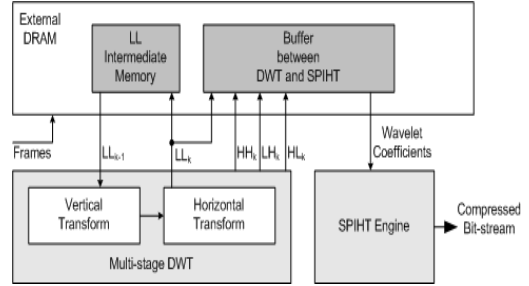 External
DRAM
LL
Intermediate
Memory
Buffer
between
DWT and SPIHT
Frames
LLₖ₋₁
LLₖ
HHₖ
LHₖ
HLₖ
Wavelet
Coefficients
Vertical
Transform
Horizontal
Transform
Multi-stage DWT
SPIHT Engine
Compressed
Bit-stream